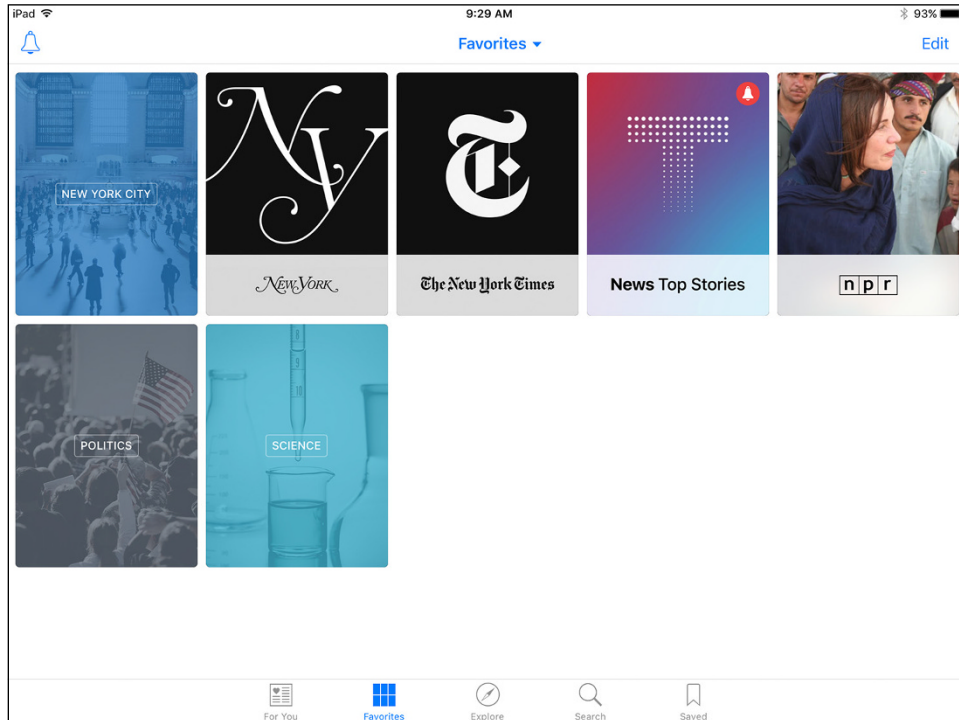 iPad 9:29 AM 93%
Favorites Edit
NEW YORK CITY
NY
T
T
NEW YORK
The New York Times
News Top Stories
npr
POLITICS
SCIENCE
For You Favorites Explore Search Saved